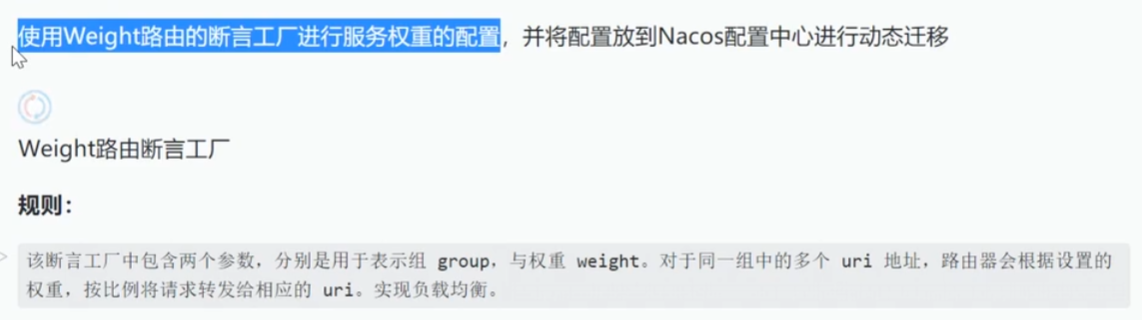 使用Weight路由的断言工厂进行服务权重的配置，并将配置放到Nacos配置中心进行动态迁移
Weight路由断言工厂
规则：
该断言工厂中包含两个参数，分别是用于表示组 group，与权重 weight。对于同一组中的多个 uri 地址，路由器会根据设置的
权重，按比例将请求转发给相应的 uri。实现负载均衡。